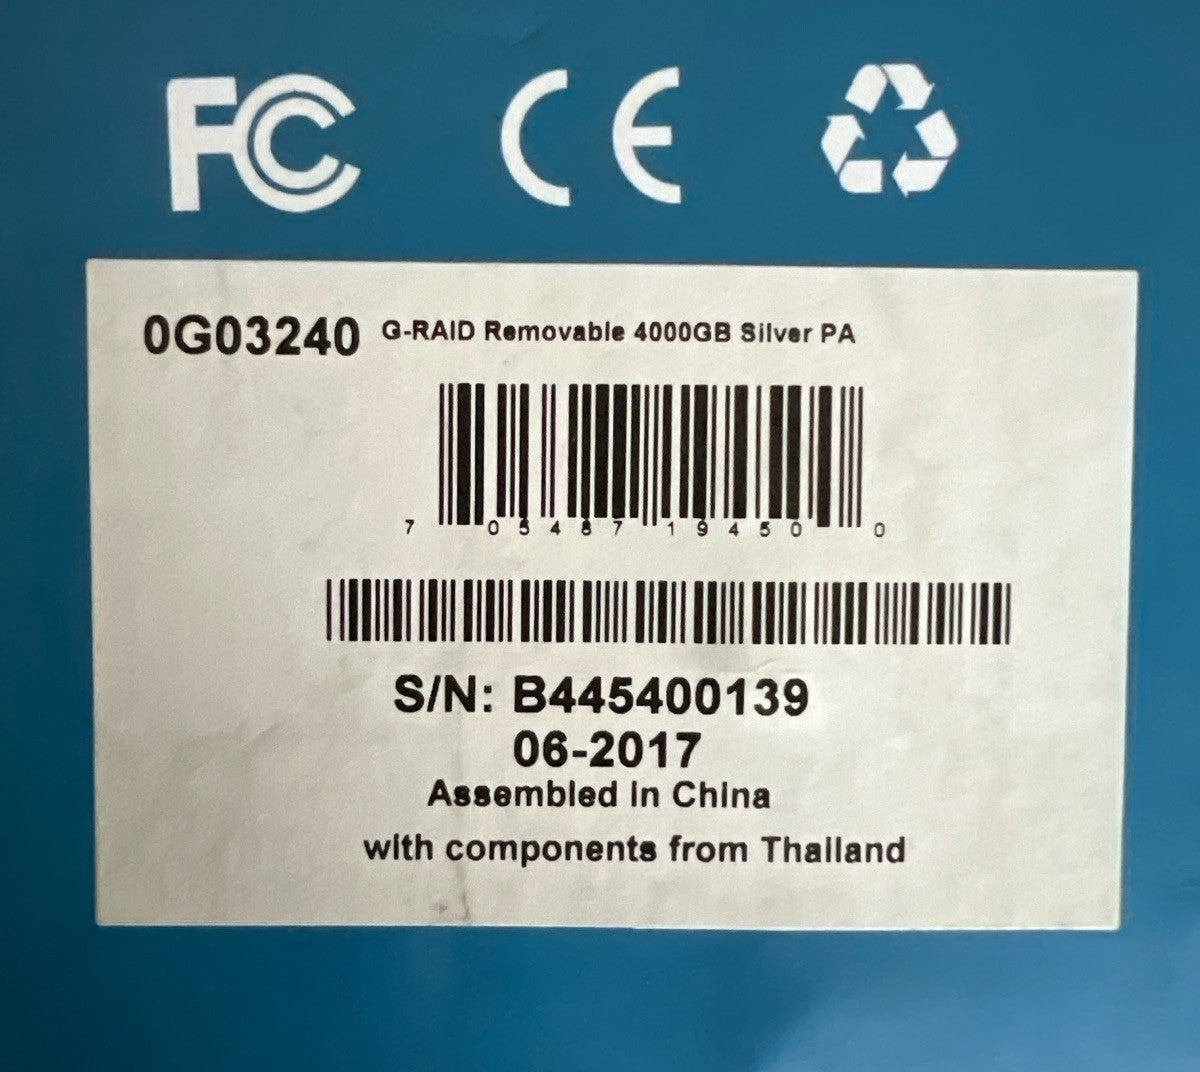 FC CE
0G03240 G-RAID Removable 4000GB Silver PA
7 05487 19450 0
S/N: B445400139
06-2017
Assembled in China
with components from Thailand